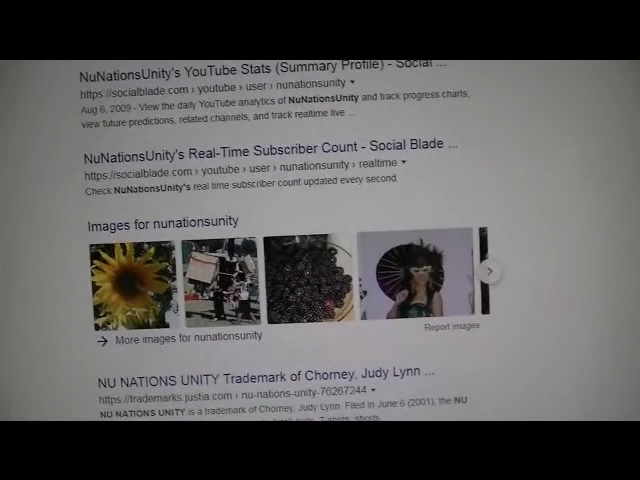 NuNationsUnity's YouTube Stats (Summary Profile) - Social ...
https://socialblade.com › youtube › user › nunationsunity
Aug 6, 2009 - View the daily YouTube analytics of NuNationsUnity and track progress charts,
view future predictions, related channels, and track realtime live ...
NuNationsUnity's Real-Time Subscriber Count - Social Blade ...
https://socialblade.com › youtube › user › nunationsunity › realtime
Check NuNationsUnity's real time subscriber count updated every second.
Images for nunationsunity
Report images
More images for nunationsunity
NU NATIONS UNITY Trademark of Chorney, Judy Lynn ...
https://trademarks.justia.com › nu-nations-unity-76267244
NU NATIONS UNITY is a trademark of Chorney, Judy Lynn. Filed in June 6 (2001), the NU
T-shirts, shorts